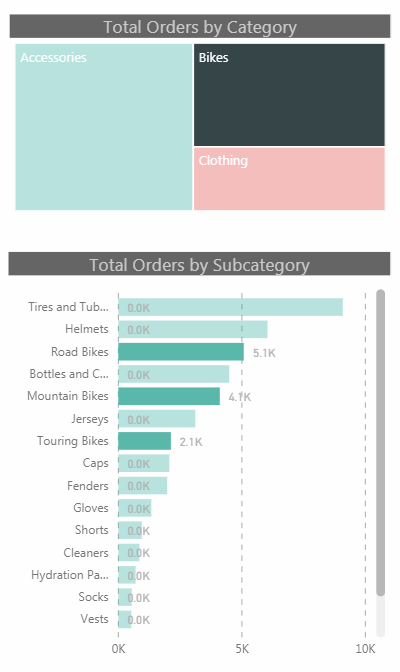 Total Orders by Category
Accessories
Bikes
Clothing
Total Orders by Subcategory
Tires and Tub... 0.0K
Helmets 0.0K
Road Bikes 5.1K
Bottles and C... 0.0K
Mountain Bikes 4.1K
Jerseys 0.0K
Touring Bikes 2.1K
Caps 0.0K
Fenders 0.0K
Gloves 0.0K
Shorts 0.0K
Cleaners 0.0K
Hydration Pa... 0.0K
Socks 0.0K
Vests 0.0K
0K 5K 10K